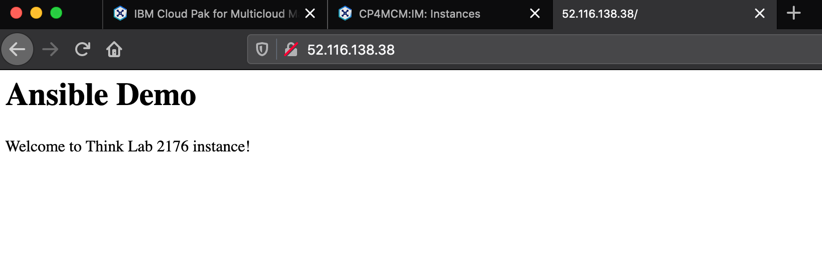 IBM Cloud Pak for Multicloud M
CP4MCM:IM: Instances
52.116.138.38/
52.116.138.38
Ansible Demo
Welcome to Think Lab 2176 instance!